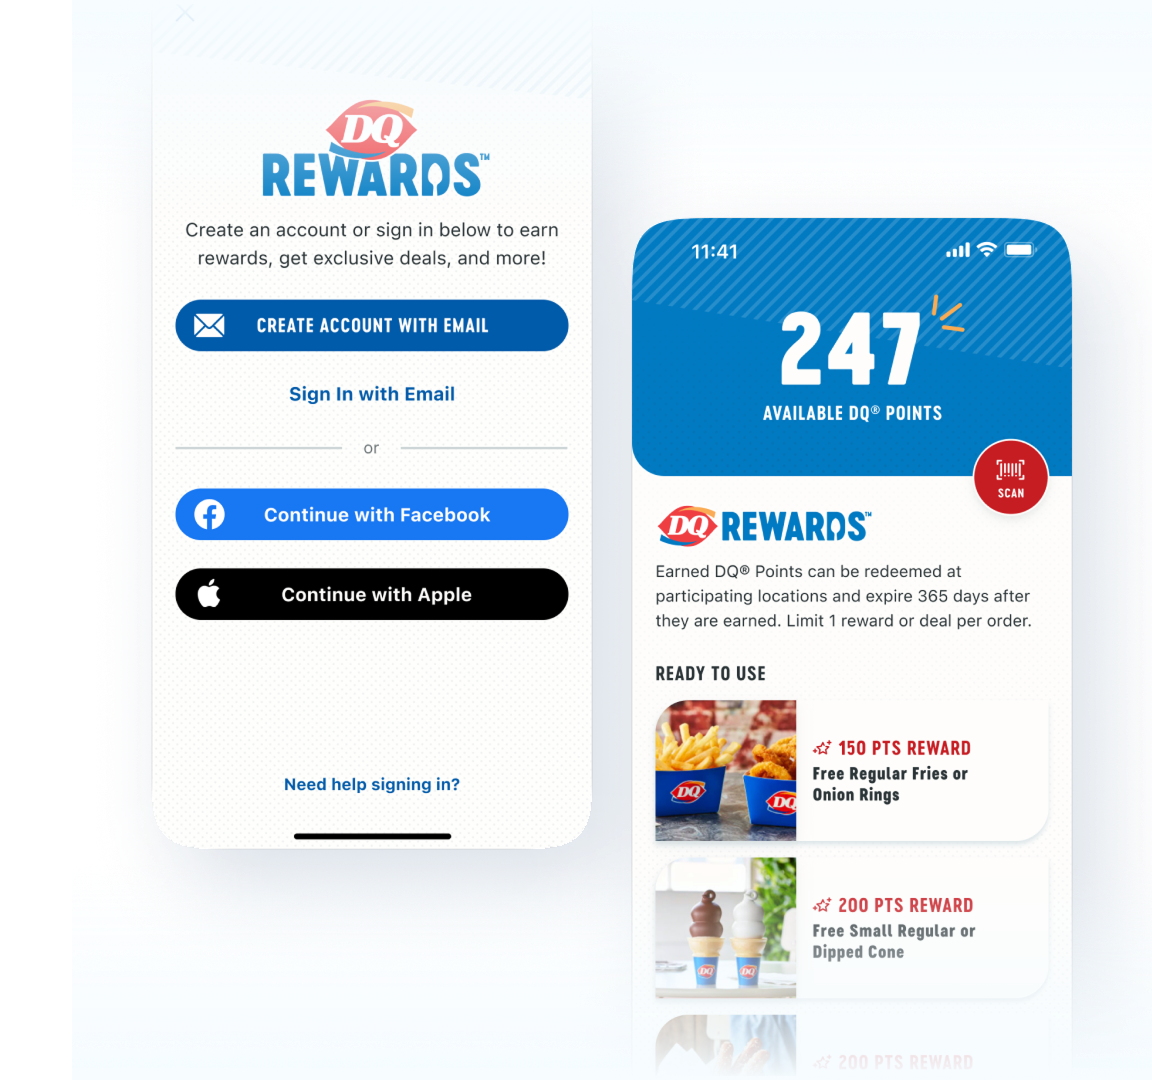 DQ
REWARDS™
Create an account or sign in below to earn
rewards, get exclusive deals, and more!
CREATE ACCOUNT WITH EMAIL
Sign In with Email
or
Continue with Facebook
Continue with Apple
Need help signing in?
11:41
247
AVAILABLE DQ® POINTS
SCAN
DQ REWARDS™
Earned DQ® Points can be redeemed at
participating locations and expire 365 days after
they are earned. Limit 1 reward or deal per order.
READY TO USE
DQ
DQ
150 PTS REWARD
Free Regular Fries or
Onion Rings
DQ
DQ
200 PTS REWARD
Free Small Regular or
Dipped Cone
200 PTS REWARD